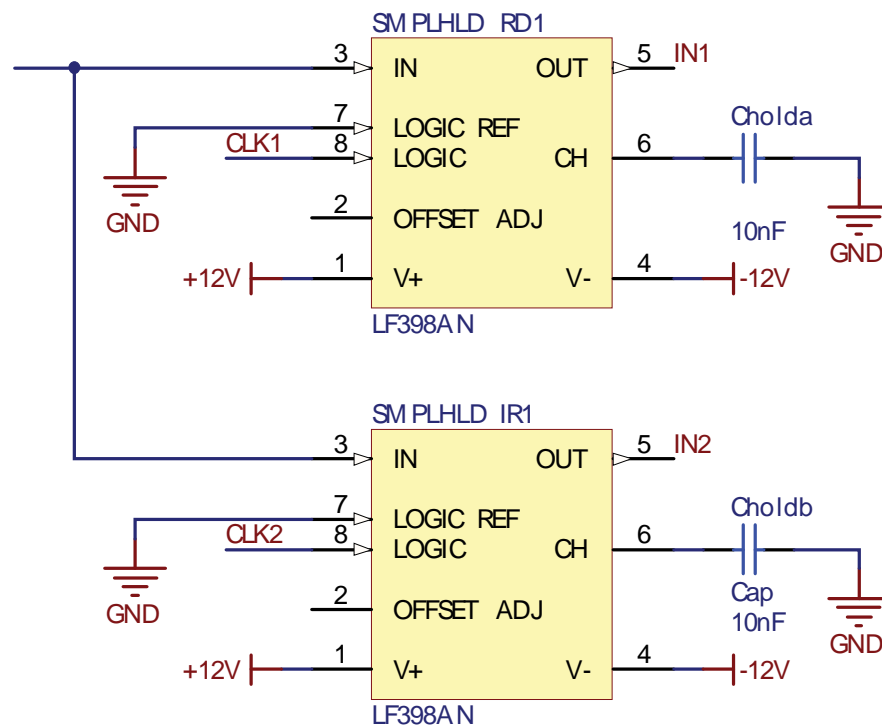 SMPLHLD RD1
3 IN OUT 5 IN1
7 LOGIC REF
CLK1 8 LOGIC CH 6 Cholda
GND
2 OFFSET ADJ
10nF
GND
+12V 1 V+ V- 4 -12V
LF398AN
SMPLHLD IR1
3 IN OUT 5 IN2
7 LOGIC REF
CLK2 8 LOGIC CH 6 Choldb
GND
2 OFFSET ADJ
Cap
10nF
GND
+12V 1 V+ V- 4 -12V
LF398AN